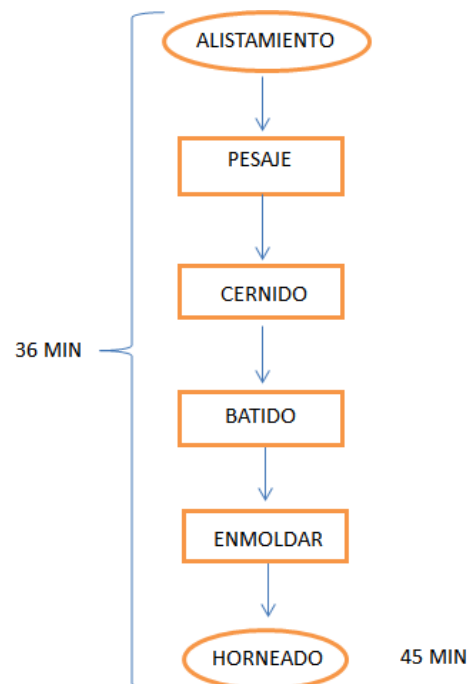 ALISTAMIENTO
PESAJE
CERNIDO
36 MIN
BATIDO
ENMOLDAR
HORNEADO
45 MIN